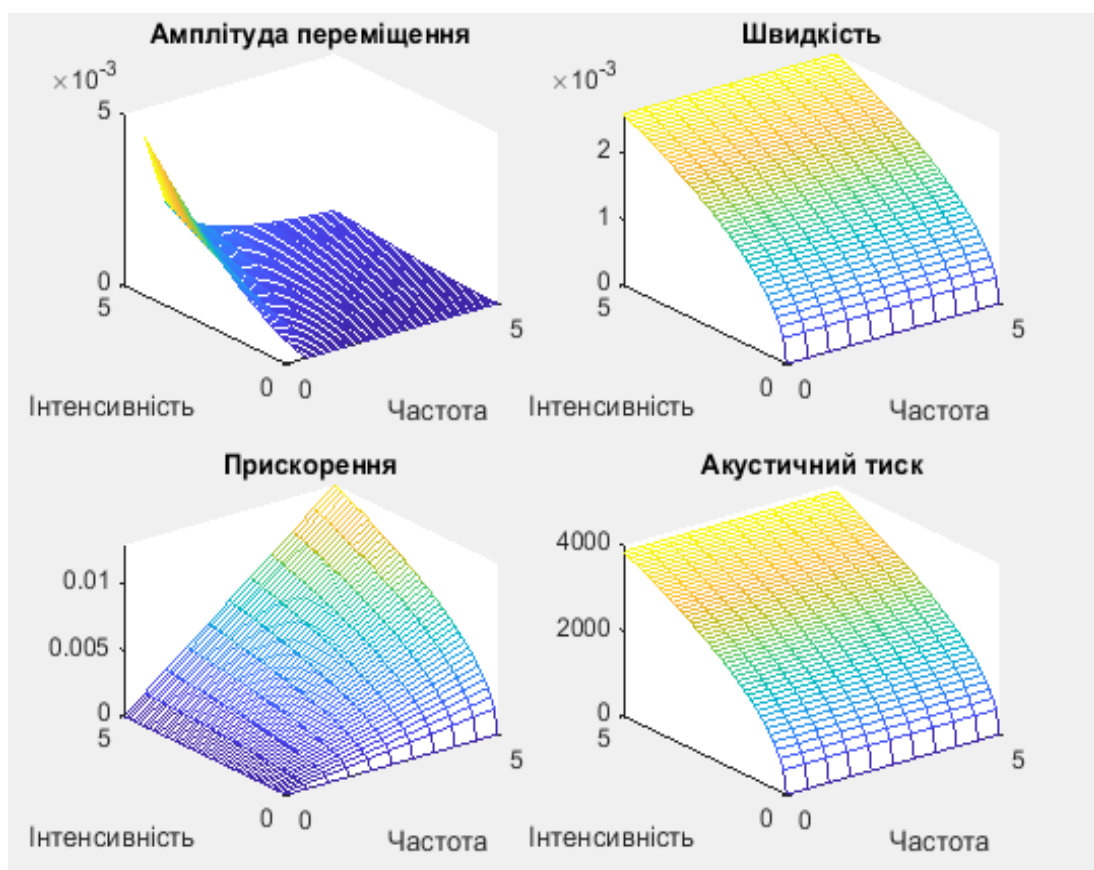 Амплітуда переміщення
×10-3
5
0
5
0 0
5
Інтенсивність
Частота
Швидкість
×10-3
2
1
0
5
0 0
5
Інтенсивність
Частота
Прискорення
0.01
0.005
0
5
0 0
5
Інтенсивність
Частота
Акустичний тиск
4000
2000
0
5
0 0
5
Інтенсивність
Частота